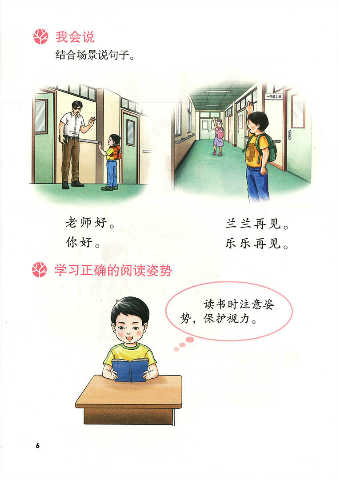 我会说
结合场景说句子。
老师好。
你好。
兰兰再见。
乐乐再见。
学习正确的阅读姿势
读书时注意姿
势，保护视力。
6